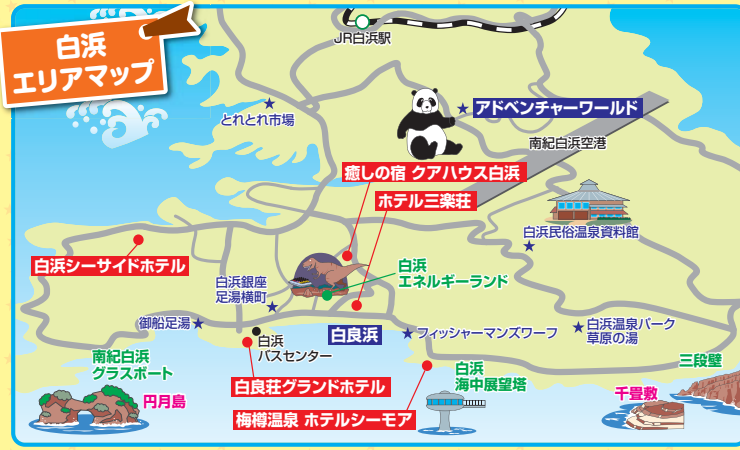 白浜
エリアマップ
JR白浜駅
とれとれ市場
アドベンチャーワールド
南紀白浜空港
癒しの宿 クアハウス白浜
ホテル三楽荘
白浜民俗温泉資料館
白浜シーサイドホテル
白浜
エネルギーランド
白浜銀座
足湯横町
御船足湯
白浜
バスセンター
白良浜
フィッシャーマンズワーフ
白浜温泉パーク
草原の湯
南紀白浜
グラスボート
円月島
白良荘グランドホテル
梅樽温泉 ホテルシーモア
白浜
海中展望塔
三段壁
千畳敷